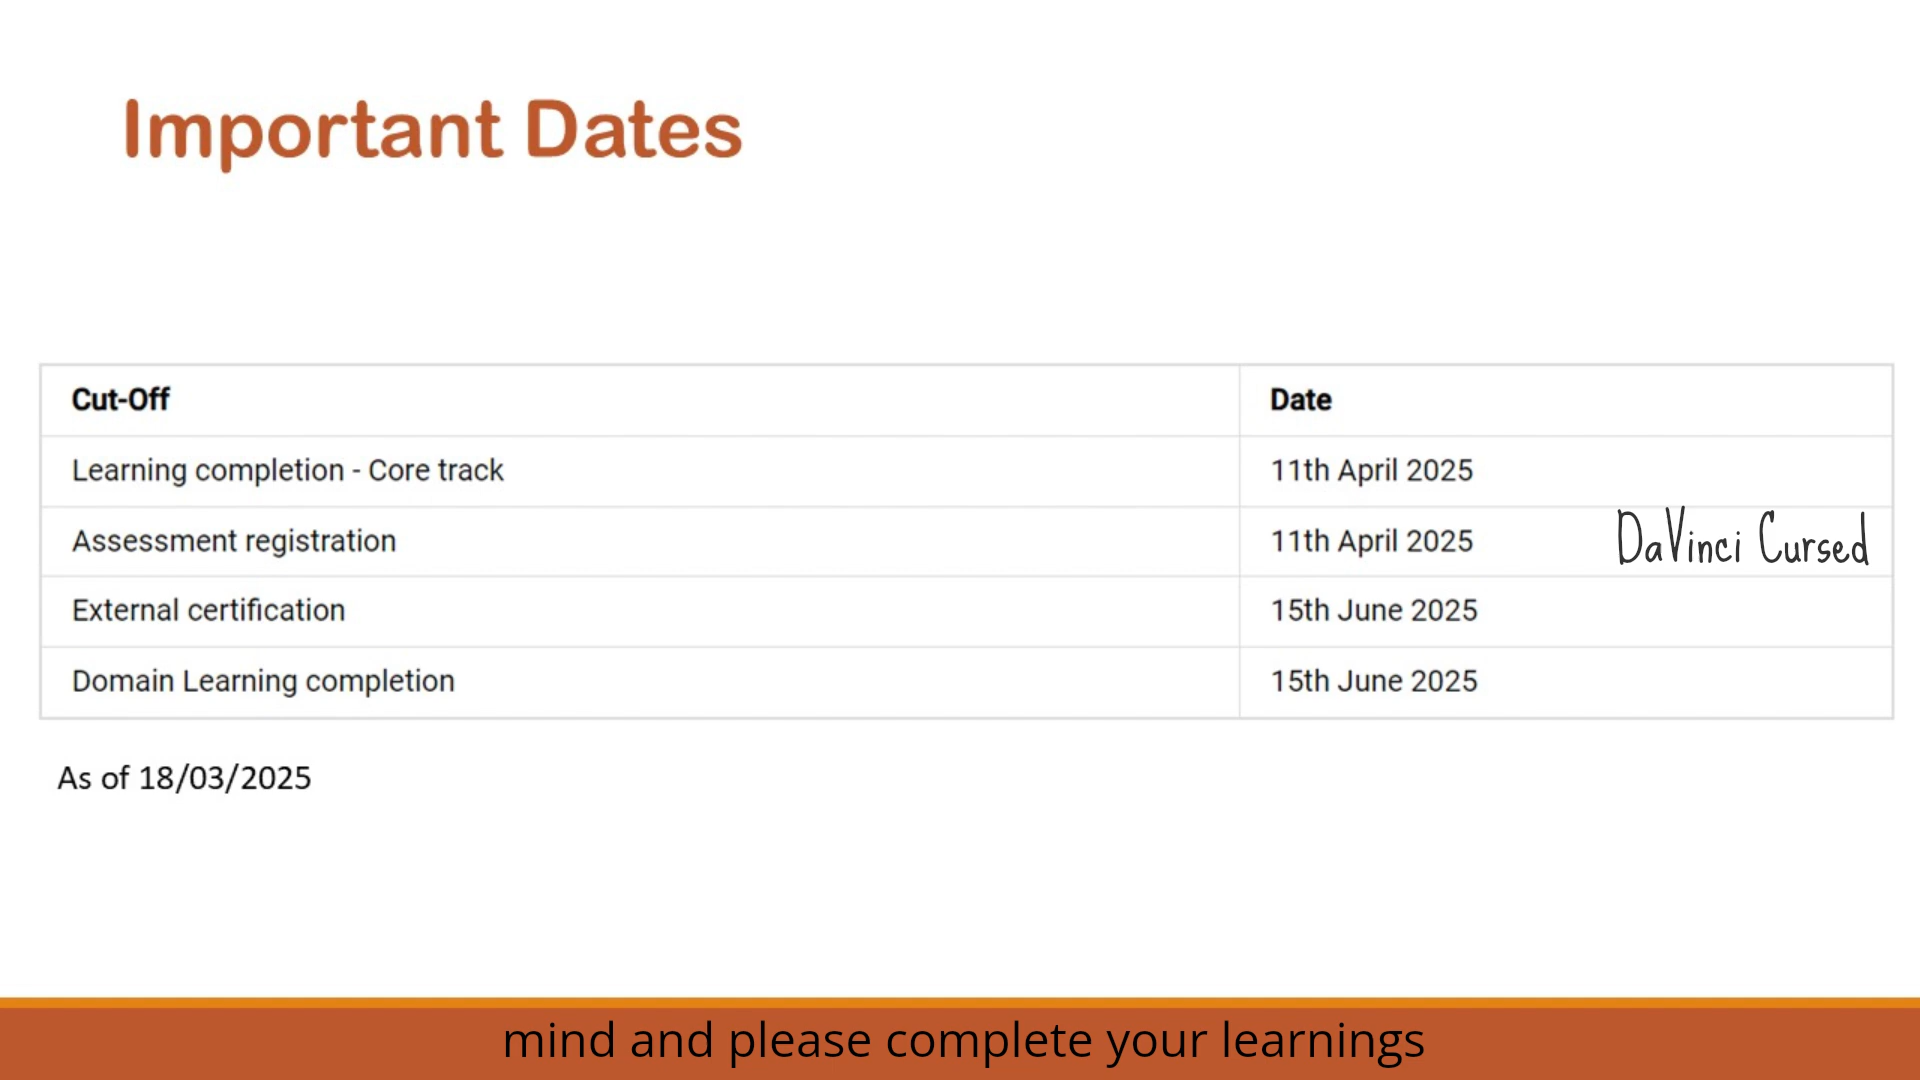 Important Dates
Cut-Off Date
Learning completion - Core track 11th April 2025
Assessment registration 11th April 2025
DaVinci Cursed
External certification 15th June 2025
Domain Learning completion 15th June 2025
As of 18/03/2025
mind and please complete your learnings